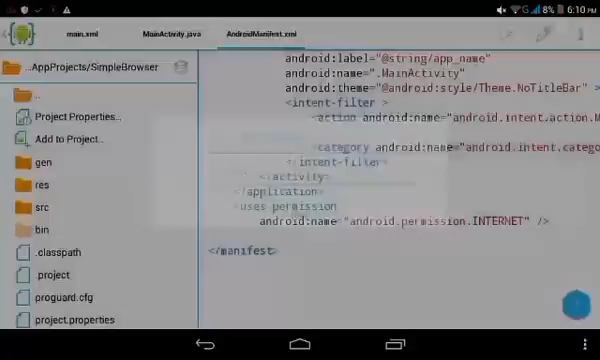 8% 6:10 PM
main.xml MainActivity.java AndroidManifest.xml
...AppProjects/SimpleBrowser
..
Project Properties...
Add to Project..
gen
res
src
bin
.classpath
.project
proguard.cfg
project.properties
android:label="@string/app_name"
android:name=".MainActivity"
android:theme="@android:style/Theme.NoTitleBar" >
<intent-filter >
<action android:name="android.intent.action.M
<category android:name="android.intent.catego
</intent-filter>
</activity>
</application>
<uses permission
android:name="android.permission.INTERNET" />
</manifest>